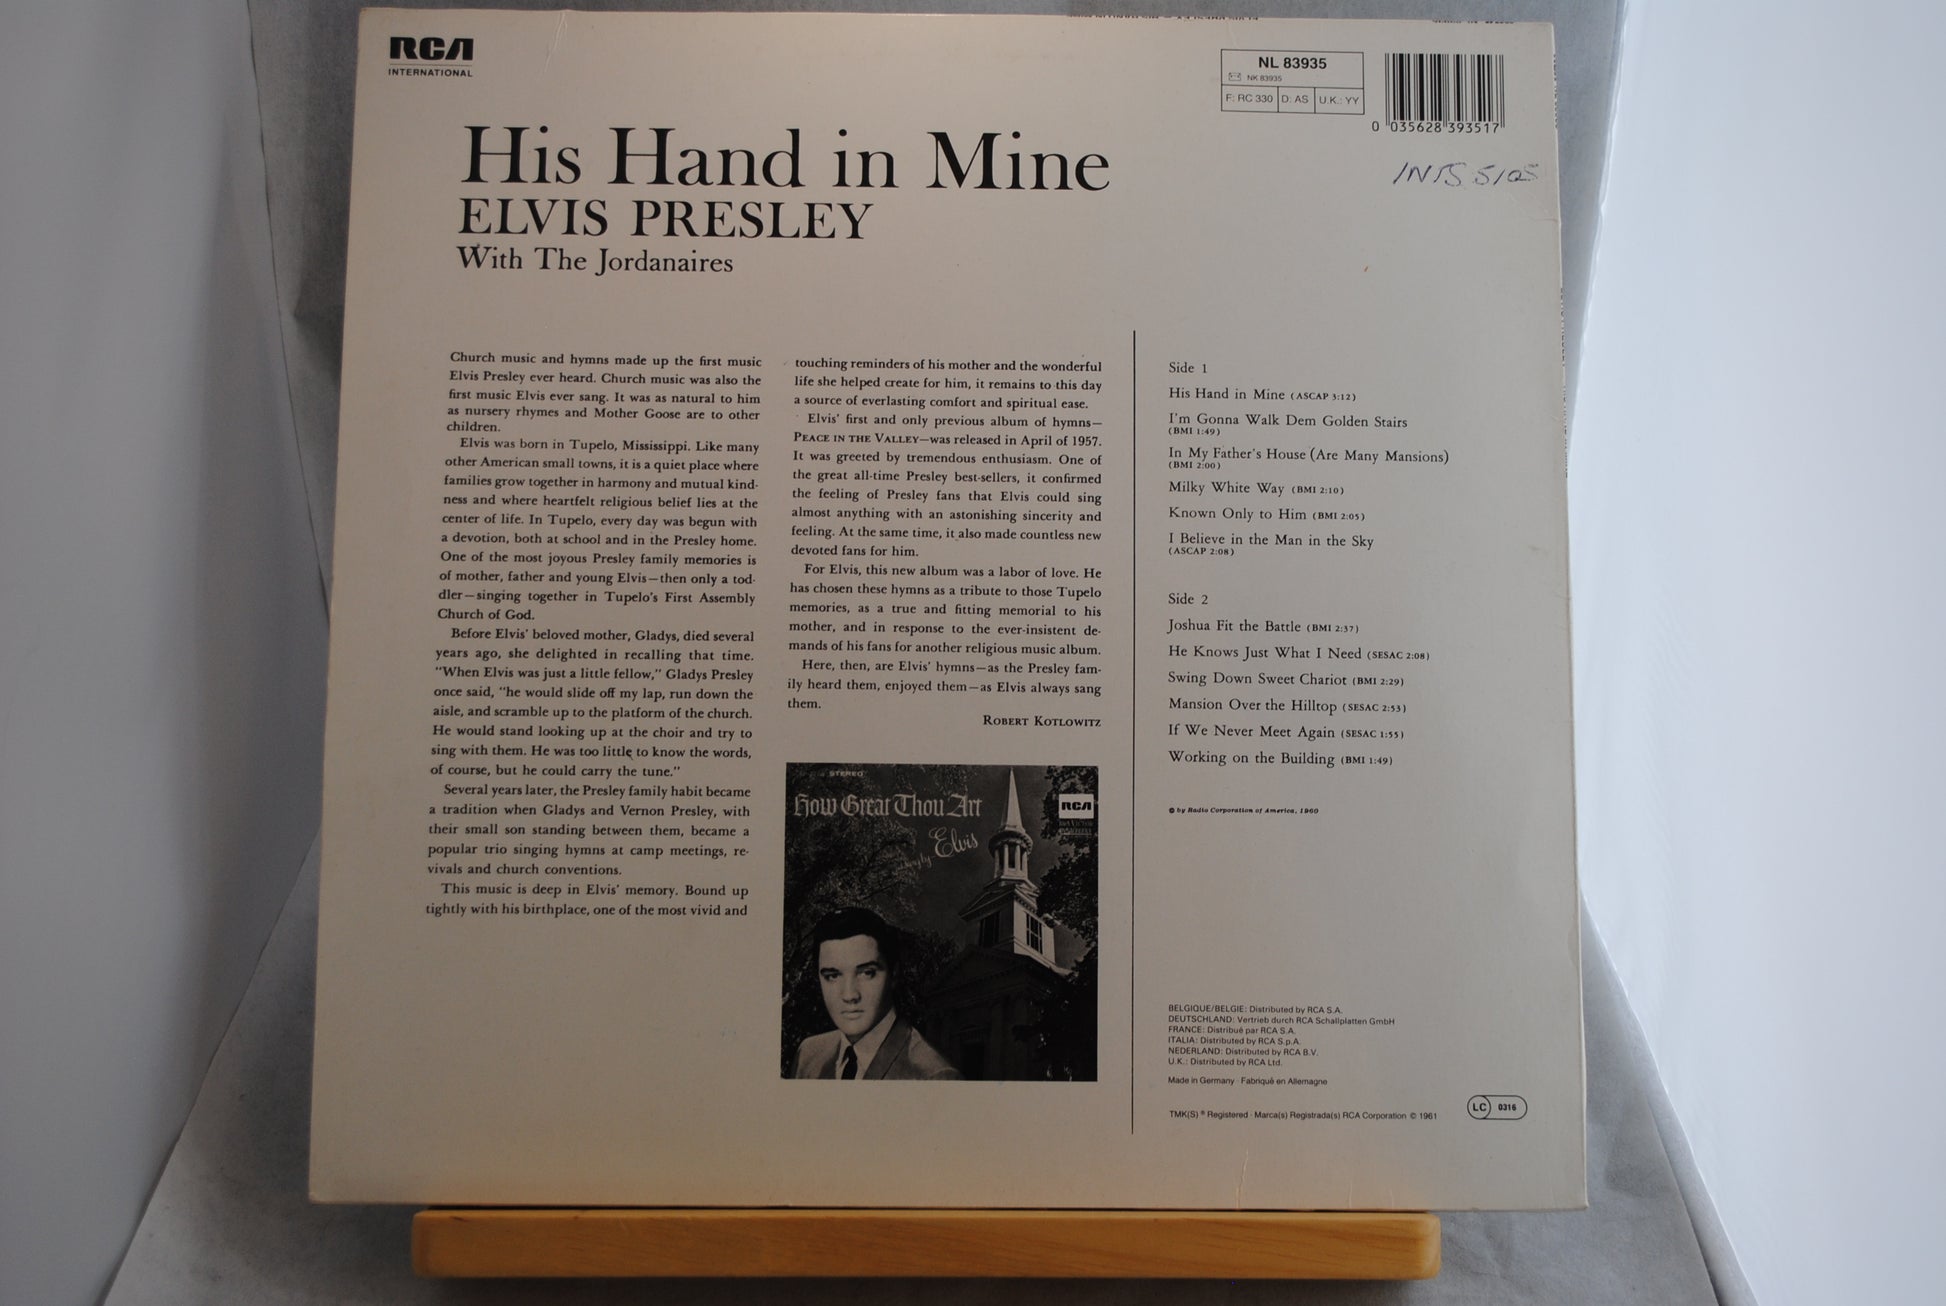 RCA
INTERNATIONAL
NL 83935
NK 83935
F: RC 330 D: AS U.K.: YY
0 035628 393517
His Hand in Mine
ELVIS PRESLEY
With The Jordanaires
Church music and hymns made up the first music
Elvis Presley ever heard. Church music was also the
first music Elvis ever sang. It was as natural to him
as nursery rhymes and Mother Goose are to other
children.
Elvis was born in Tupelo, Mississippi. Like many
other American small towns, it is a quiet place where
families grow together in harmony and mutual kind-
ness and where heartfelt religious belief lies at the
center of life. In Tupelo, every day was begun with
a devotion, both at school and in the Presley home.
One of the most joyous Presley family memories is
of mother, father and young Elvis—then only a tod-
dler—singing together in Tupelo's First Assembly
Church of God.
Before Elvis' beloved mother, Gladys, died several
years ago, she delighted in recalling that time.
"When Elvis was just a little fellow," Gladys Presley
once said, "he would slide off my lap, run down the
aisle, and scramble up to the platform of the church.
He would stand looking up at the choir and try to
sing with them. He was too little to know the words,
of course, but he could carry the tune."
Several years later, the Presley family habit became
a tradition when Gladys and Vernon Presley, with
their small son standing between them, became a
popular trio singing hymns at camp meetings, re-
vivals and church conventions.
This music is deep in Elvis' memory. Bound up
tightly with his birthplace, one of the most vivid and
touching reminders of his mother and the wonderful
life she helped create for him, it remains to this day
a source of everlasting comfort and spiritual ease.
Elvis' first and only previous album of hymns—
PEACE IN THE VALLEY—was released in April of 1957.
It was greeted by tremendous enthusiasm. One of
the great all-time Presley best-sellers, it confirmed
the feeling of Presley fans that Elvis could sing
almost anything with an astonishing sincerity and
feeling. At the same time, it also made countless new
devoted fans for him.
For Elvis, this new album was a labor of love. He
has chosen these hymns as a tribute to those Tupelo
memories, as a true and fitting memorial to his
mother, and in response to the ever-insistent de-
mands of his fans for another religious music album.
Here, then, are Elvis' hymns—as the Presley fam-
ily heard them, enjoyed them—as Elvis always sang
them.
ROBERT KOTLOWITZ
STEREO
How Great Thou Art
Elvis
RCA
Side 1
His Hand in Mine (ASCAP 3:12)
I'm Gonna Walk Dem Golden Stairs
(BMI 1:49)
In My Father's House (Are Many Mansions)
(BMI 2:00)
Milky White Way (BMI 2:10)
Known Only to Him (BMI 2:05)
I Believe in the Man in the Sky
(ASCAP 2:08)
Side 2
Joshua Fit the Battle (BMI 2:37)
He Knows Just What I Need (SESAC 2:08)
Swing Down Sweet Chariot (BMI 2:29)
Mansion Over the Hilltop (SESAC 2:53)
If We Never Meet Again (SESAC 1:55)
Working on the Building (BMI 1:49)
© by Radio Corporation of America, 1960
BELGIQUE/BELGIE: Distributed by RCA S.A.
DEUTSCHLAND: Vertrieb durch RCA Schallplatten GmbH
FRANCE: Distribué par RCA S.A.
ITALIA: Distributed by RCA S.p.A.
NEDERLAND: Distributed by RCA B.V.
U.K.: Distributed by RCA Ltd.
Made in Germany · Fabriqué en Allemagne
TMK(S) ® Registered · Marca(s) Registrada(s) RCA Corporation © 1961
LC 0316